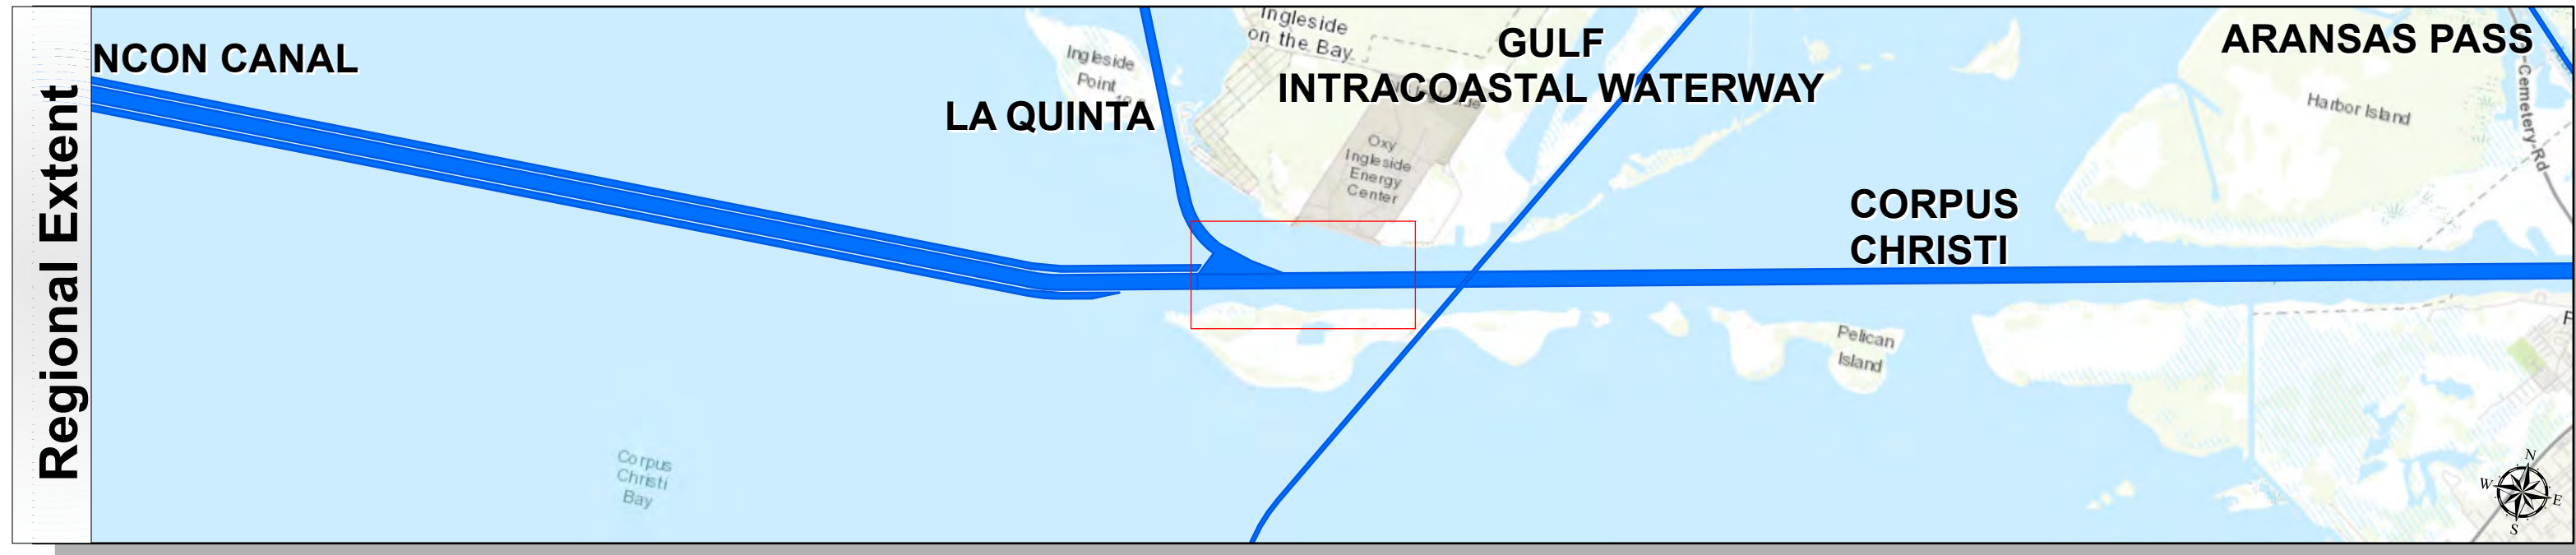 Regional Extent
NCON CANAL
LA QUINTA
Ingleside
Point
Ingleside
on the Bay
GULF
INTRACOASTAL WATERWAY
Oxy
Ingleside
Energy
Center
CORPUS
CHRISTI
ARANSAS PASS
Cemetery-Rd
Harbor Island
Pelican
Island
Corpus
Christi
Bay
F
N
W
E
S